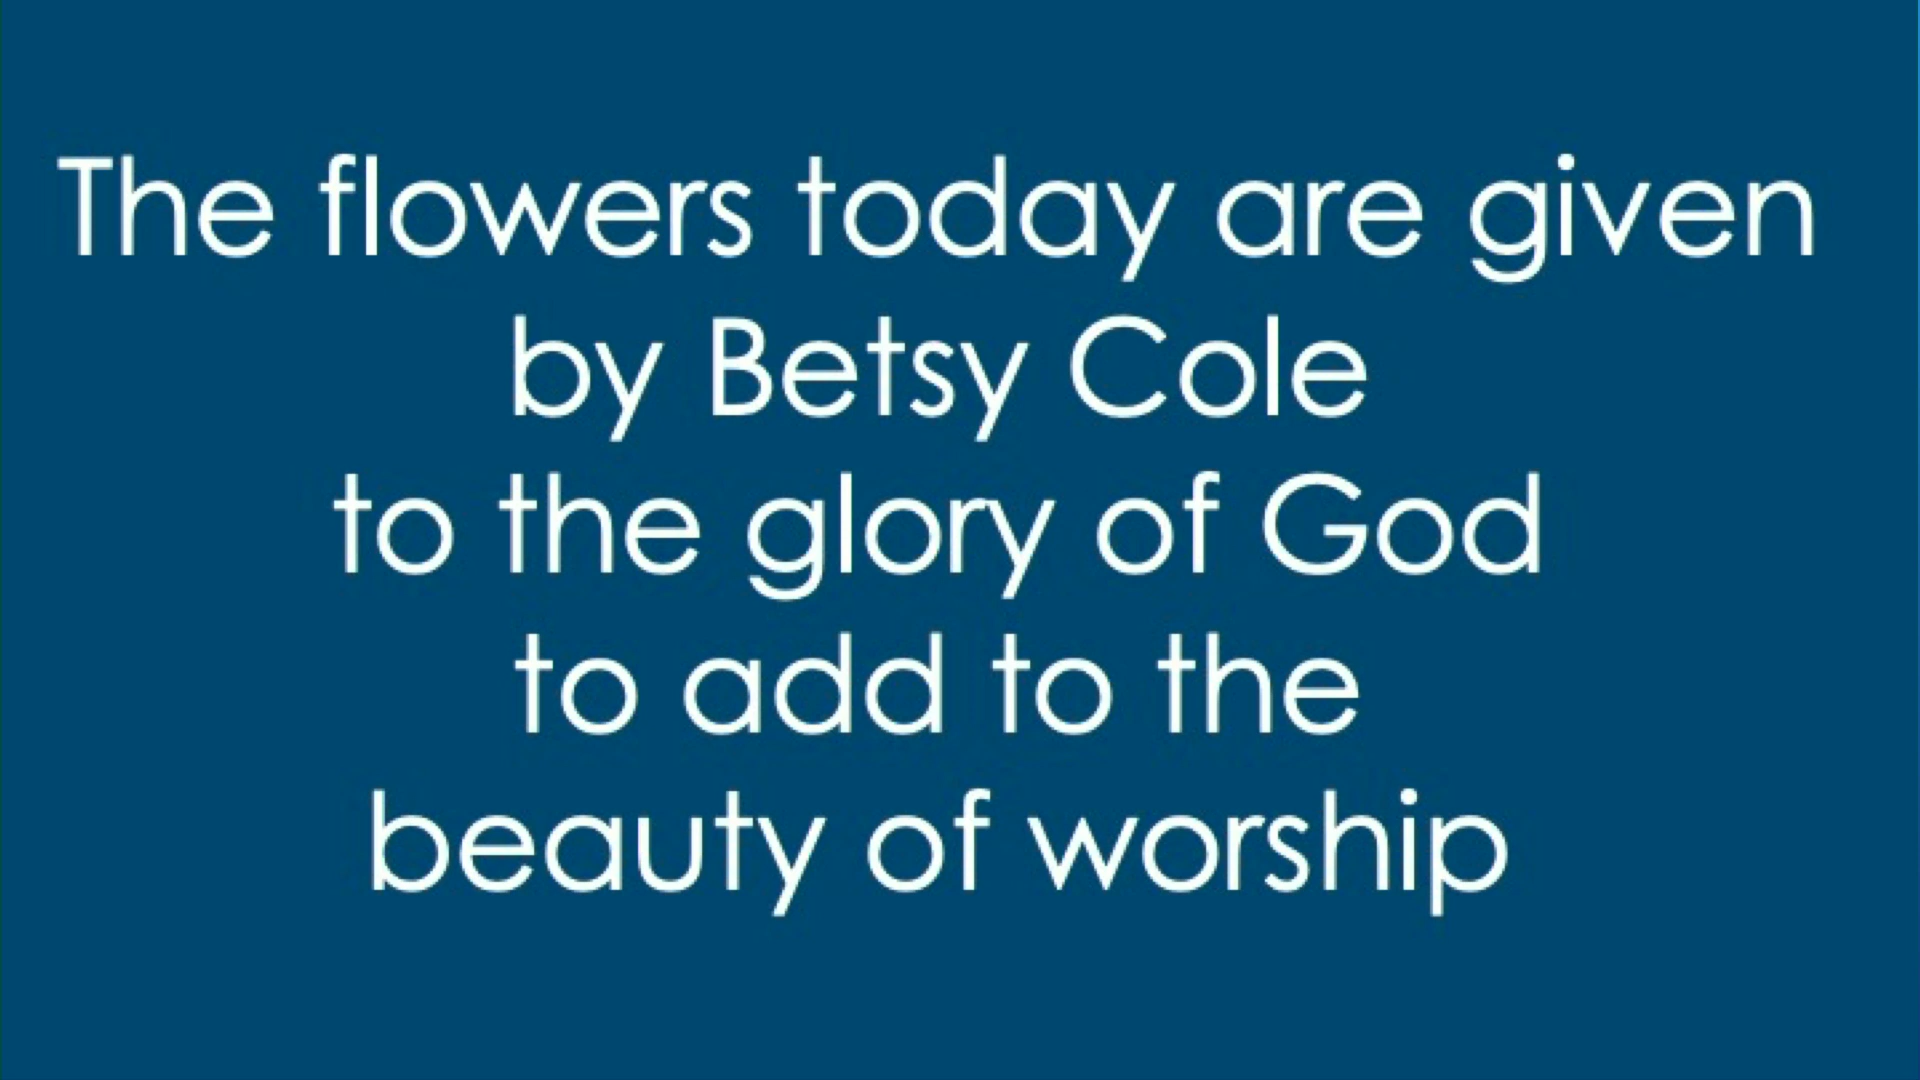 The flowers today are given
by Betsy Cole
to the glory of God
to add to the
beauty of worship